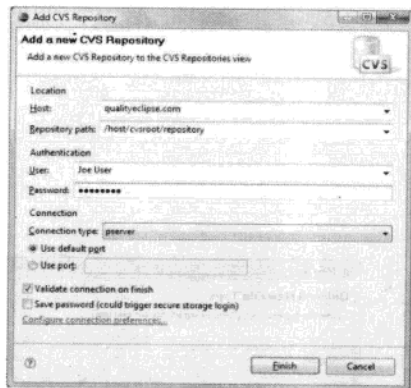 Add CVS Repository
Add a new CVS Repository
Add a new CVS Repository to the CVS Repositories view
CVS
Location
Host: qualityeclipse.com
Repository path: /host/cvsroot/repository
Authentication
User: Joe User
Password: ••••••••
Connection
Connection type: pserver
Use default port
Use port:
Validate connection on finish
Save password (could trigger secure storage login)
Configure connection preferences...
Finish Cancel